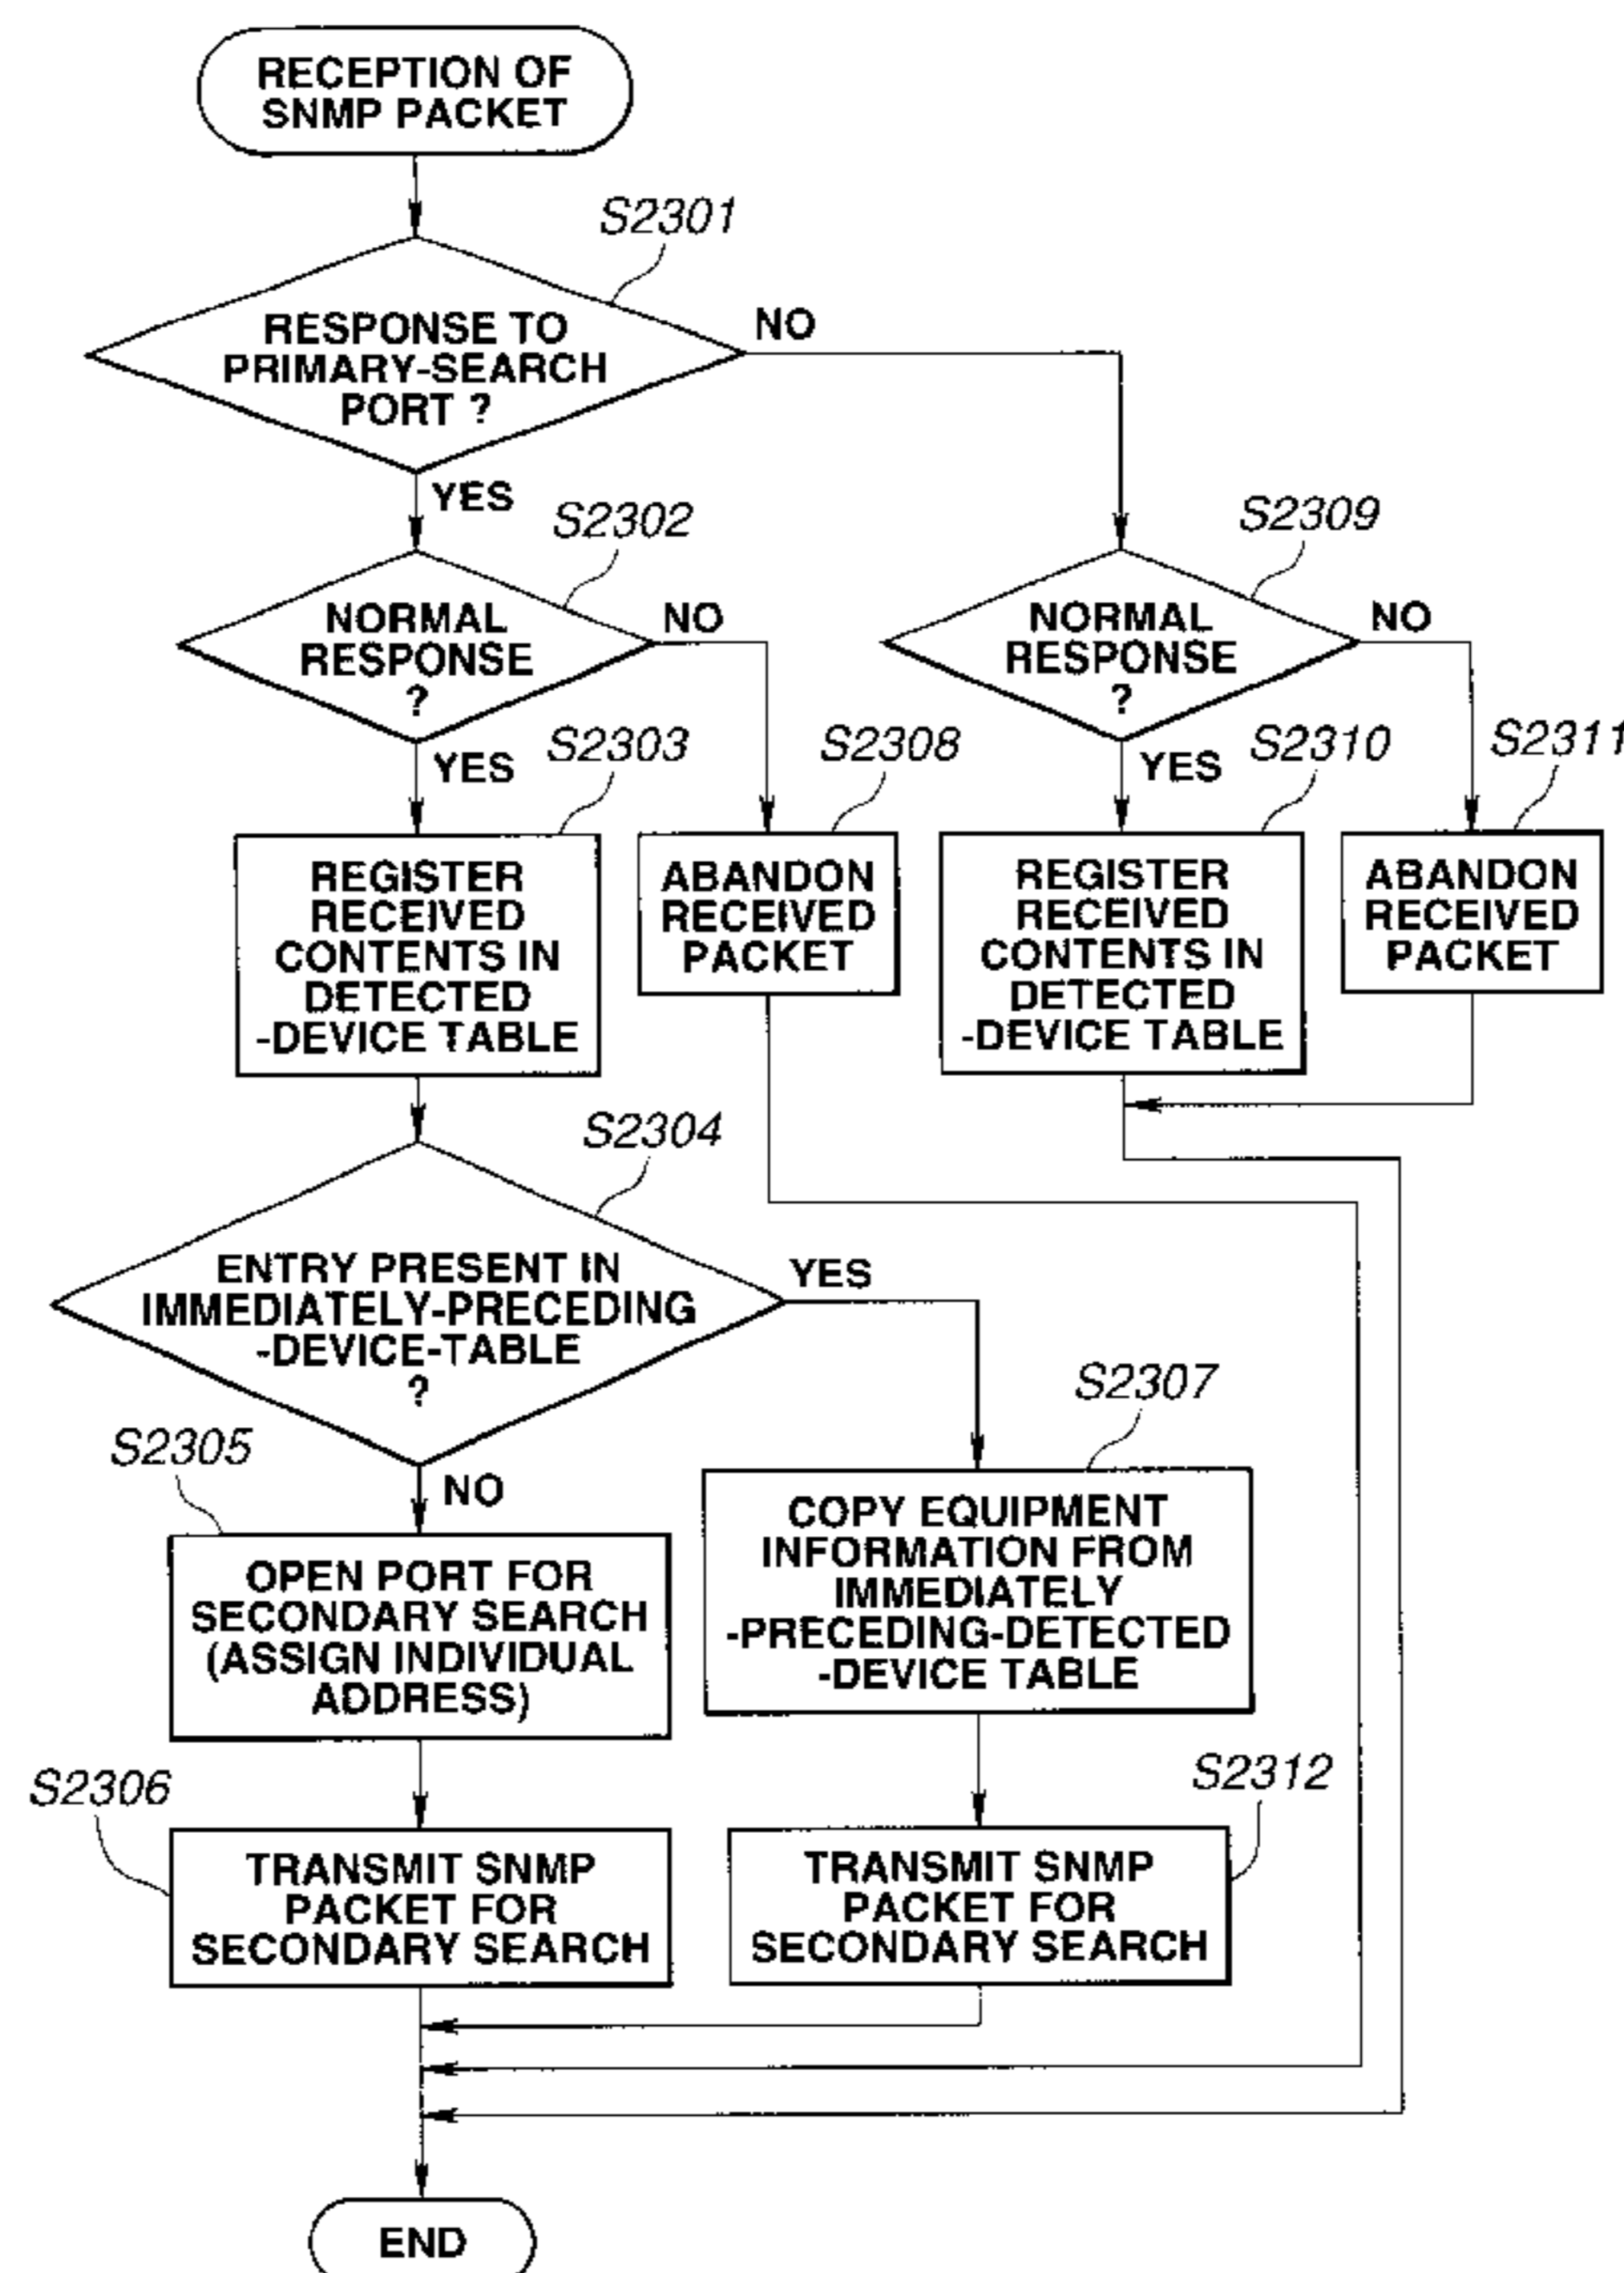 RECEPTION OF
SNMP PACKET
S2301
RESPONSE TO
PRIMARY-SEARCH
PORT ?
NO
YES
S2302
NORMAL
RESPONSE
?
NO
S2309
NORMAL
RESPONSE
?
NO
YES
S2303
S2308
YES
S2310
S2311
REGISTER
RECEIVED
CONTENTS IN
DETECTED
-DEVICE TABLE
ABANDON
RECEIVED
PACKET
REGISTER
RECEIVED
CONTENTS IN
DETECTED
-DEVICE TABLE
ABANDON
RECEIVED
PACKET
S2304
ENTRY PRESENT IN
IMMEDIATELY-PRECEDING
-DEVICE-TABLE
?
YES
S2305
NO
S2307
OPEN PORT FOR
SECONDARY SEARCH
(ASSIGN INDIVIDUAL
ADDRESS)
COPY EQUIPMENT
INFORMATION FROM
IMMEDIATELY
-PRECEDING-DETECTED
-DEVICE TABLE
S2306
TRANSMIT SNMP
PACKET FOR
SECONDARY SEARCH
S2312
TRANSMIT SNMP
PACKET FOR
SECONDARY SEARCH
END